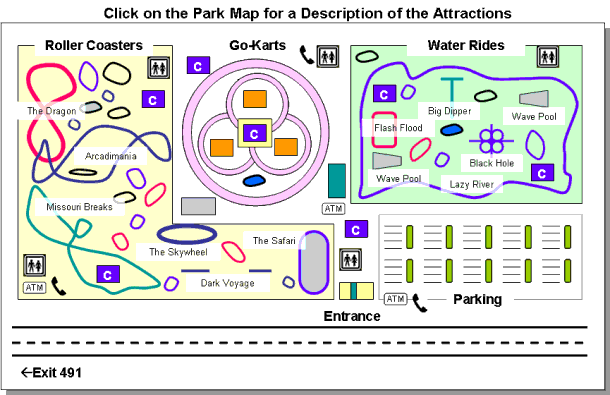 Click on the Park Map for a Description of the Attractions
Roller Coasters
Go-Karts
Water Rides
C
C
C
The Dragon
Big Dipper
Wave Pool
Flash Flood
C
Arcadimania
Black Hole
Wave Pool
C
Lazy River
Missouri Breaks
ATM
C
The Skywheel
The Safari
C
Dark Voyage
ATM
ATM
Parking
Entrance
←Exit 491